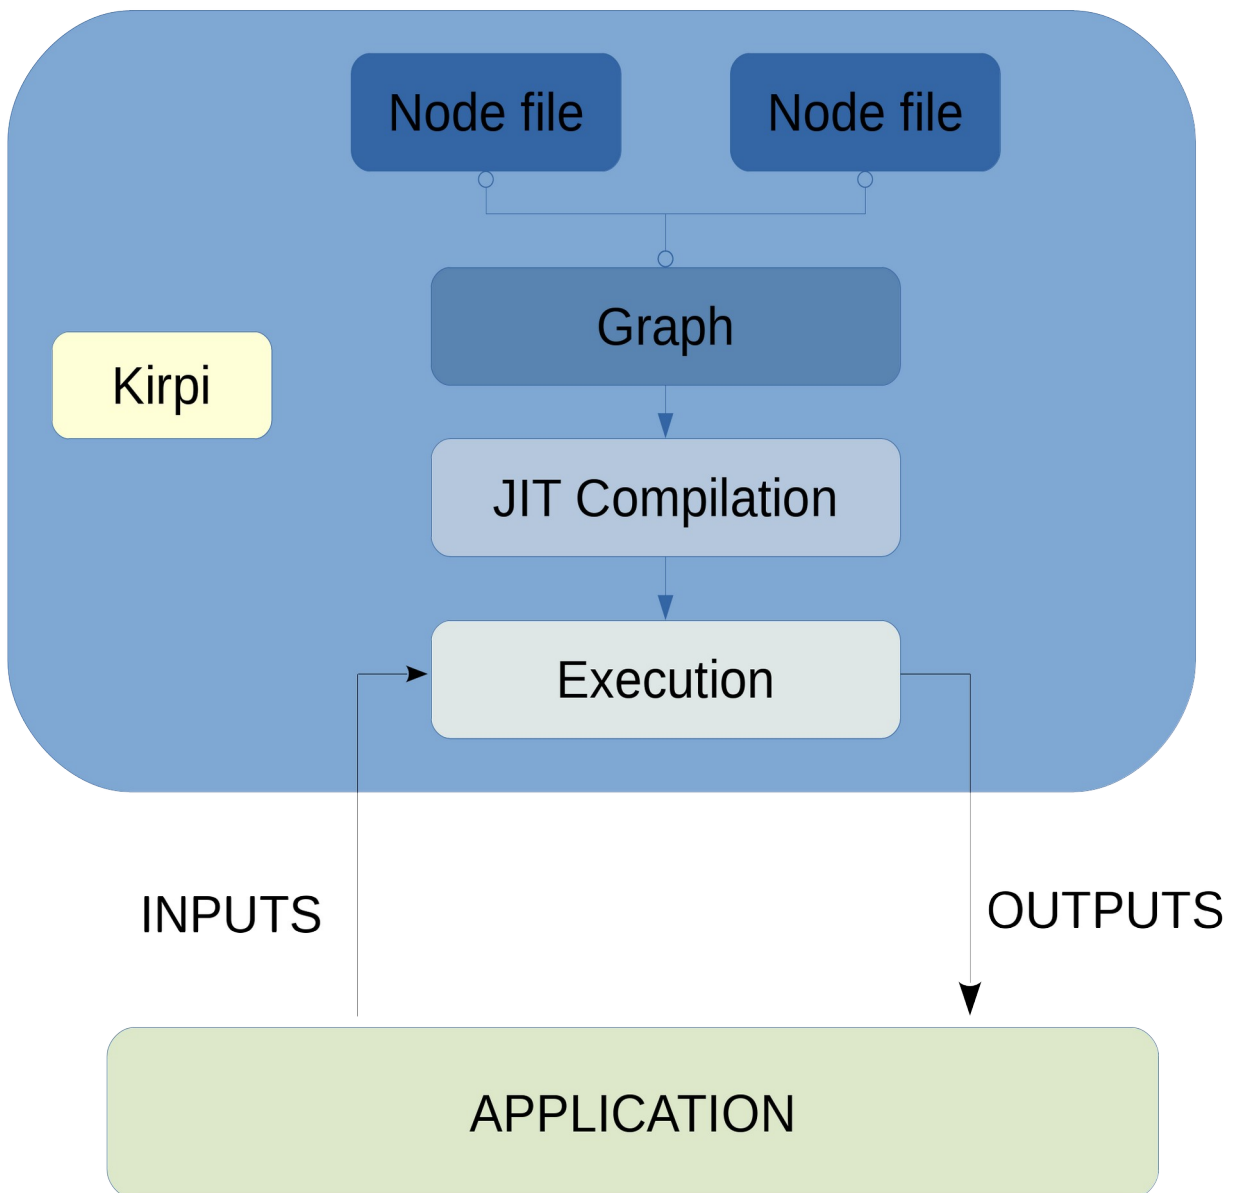 Node file
Node file
Graph
Kirpi
JIT Compilation
Execution
INPUTS
OUTPUTS
APPLICATION